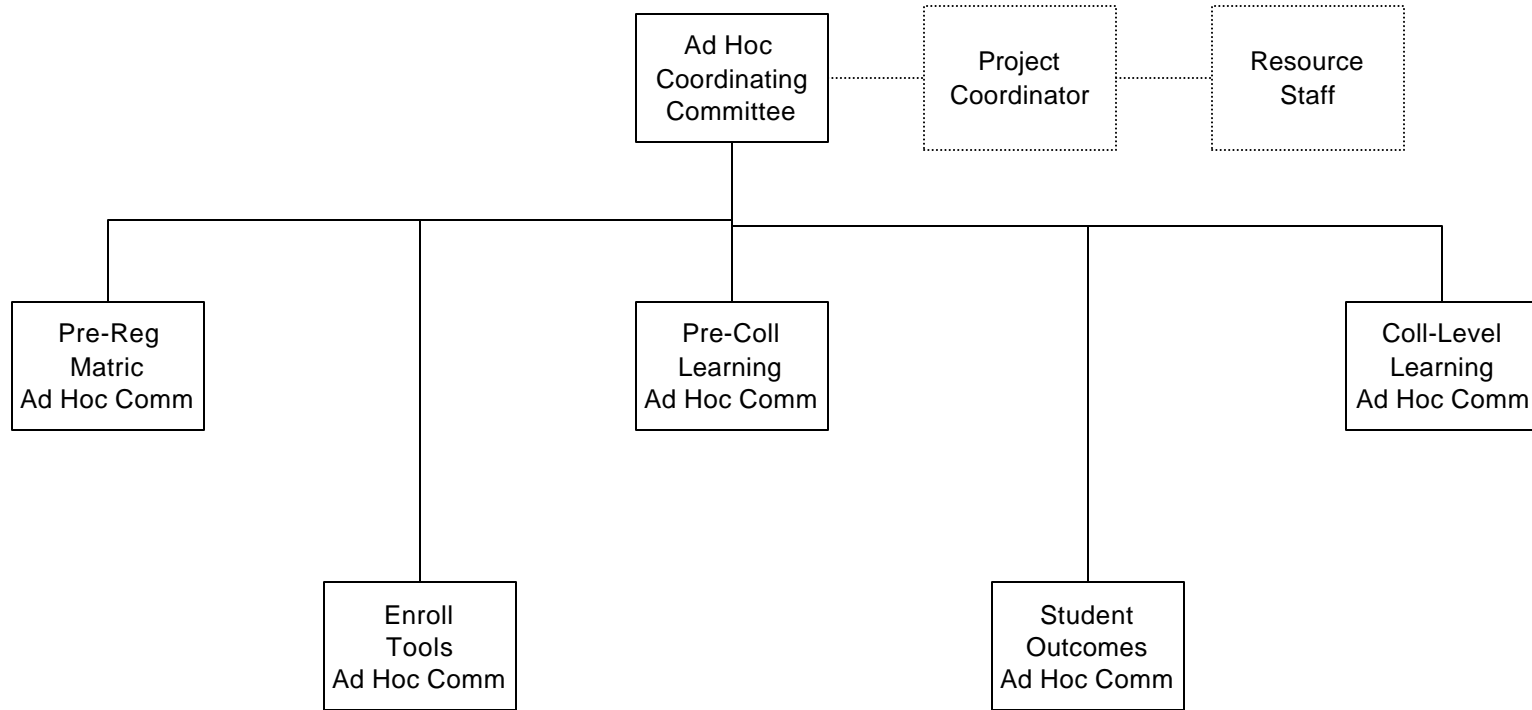 Ad Hoc
Coordinating
Committee
Project
Coordinator
Resource
Staff
Pre-Reg
Matric
Ad Hoc Comm
Pre-Coll
Learning
Ad Hoc Comm
Coll-Level
Learning
Ad Hoc Comm
Enroll
Tools
Ad Hoc Comm
Student
Outcomes
Ad Hoc Comm